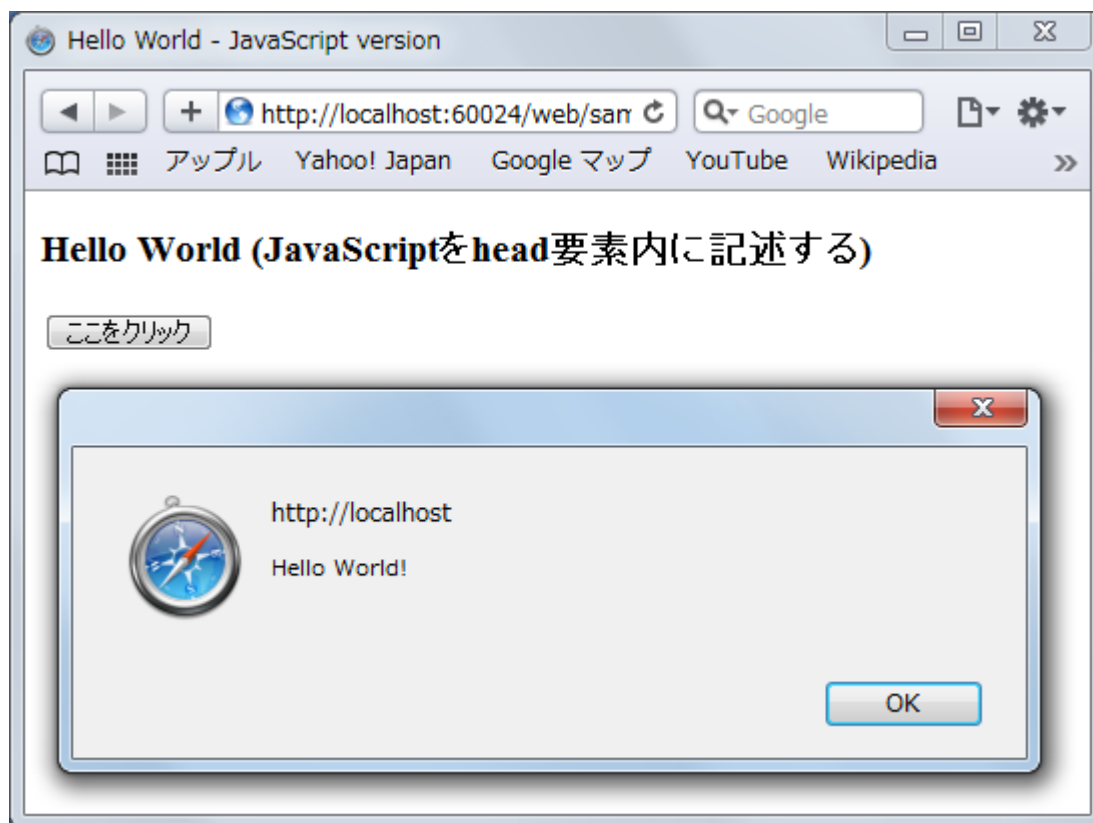 Hello World - JavaScript version
http://localhost:60024/web/sam
Google
アップル Yahoo! Japan Google マップ YouTube Wikipedia
Hello World (JavaScriptをhead要素内に記述する)
ここをクリック
http://localhost
Hello World!
OK